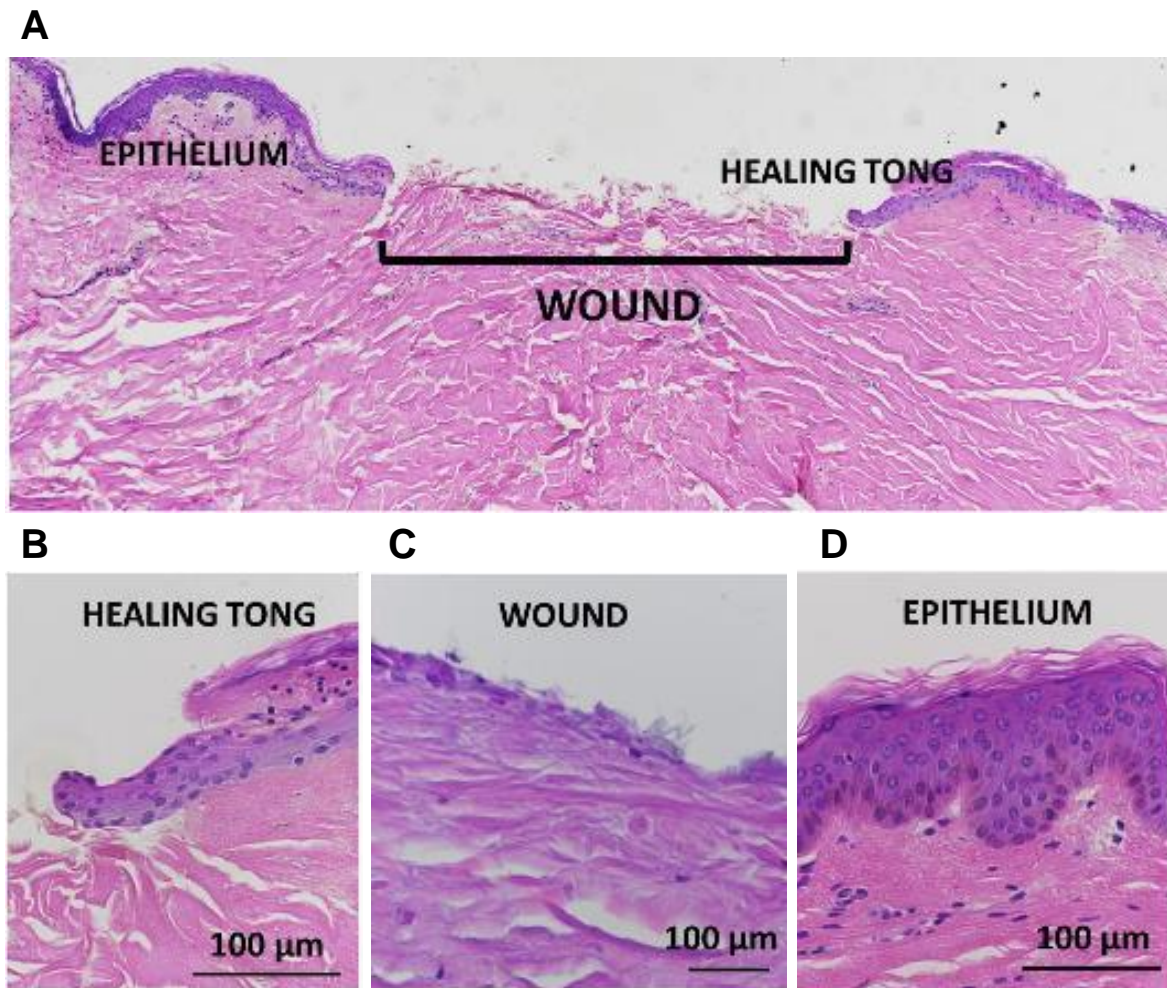 A
EPITHELIUM
HEALING TONG
WOUND
B
C
D
HEALING TONG
WOUND
EPITHELIUM
100 µm
100 µm
100 µm